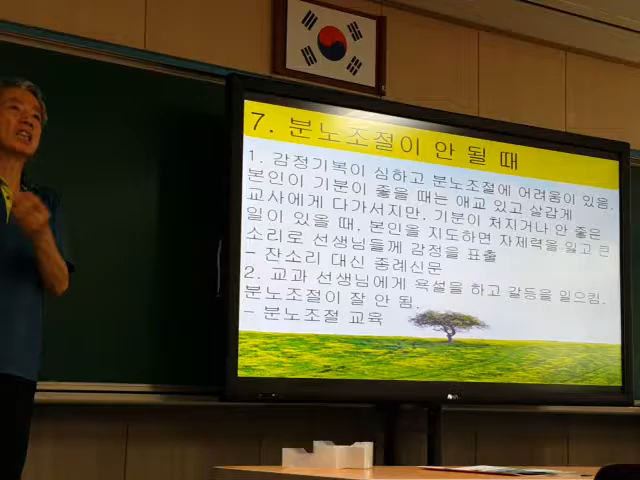 7. 분노조절이 안 될 때
1. 감정기복이 심하고 분노조절에 어려움이 있음.
본인이 기분이 좋을 때는 애교 있고 살갑게
교사에게 다가서지만. 기분이 처지거나 안 좋은
일이 있을 때. 본인을 지도하면 자제력을 잃고 큰
소리로 선생님들께 감정을 표출
- 잔소리 대신 종례신문
2. 교과 선생님에게 욕설을 하고 갈등을 일으킴.
분노조절이 잘 안 됨.
- 분노조절 교육